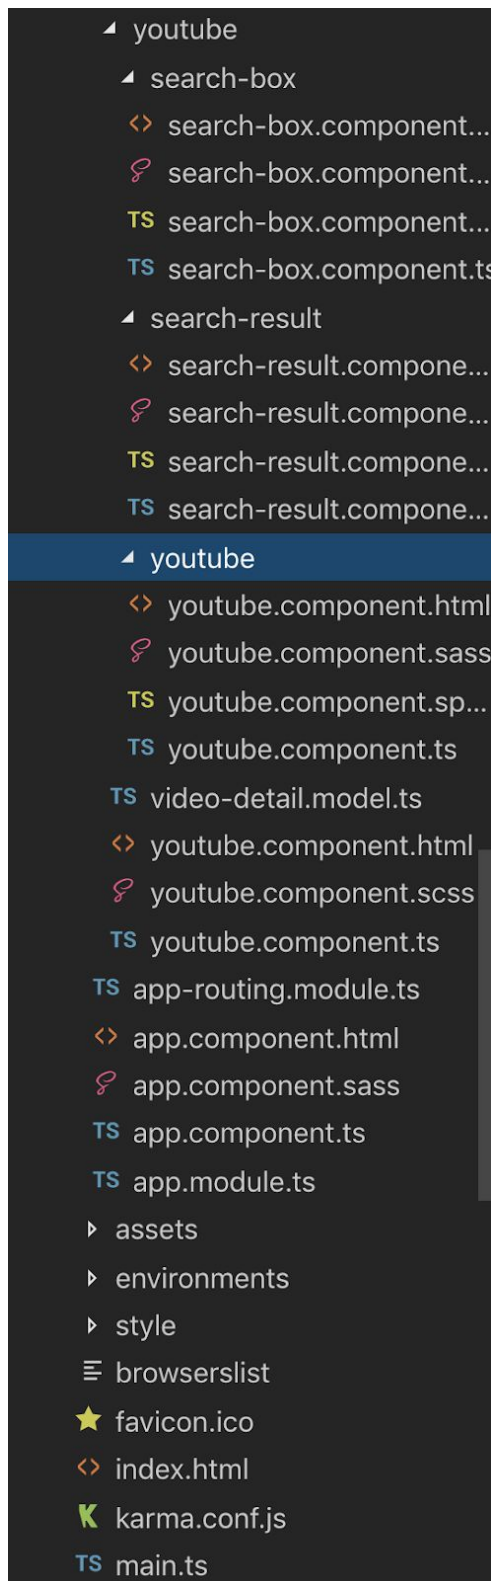 youtube
search-box
<> search-box.component...
search-box.component...
TS search-box.component...
TS search-box.component.ts
search-result
<> search-result.compone...
search-result.compone...
TS search-result.compone...
TS search-result.compone...
youtube
<> youtube.component.html
youtube.component.sass
TS youtube.component.sp...
TS youtube.component.ts
TS video-detail.model.ts
<> youtube.component.html
youtube.component.scss
TS youtube.component.ts
TS app-routing.module.ts
<> app.component.html
app.component.sass
TS app.component.ts
TS app.module.ts
assets
environments
style
browserslist
favicon.ico
<> index.html
K karma.conf.js
TS main.ts